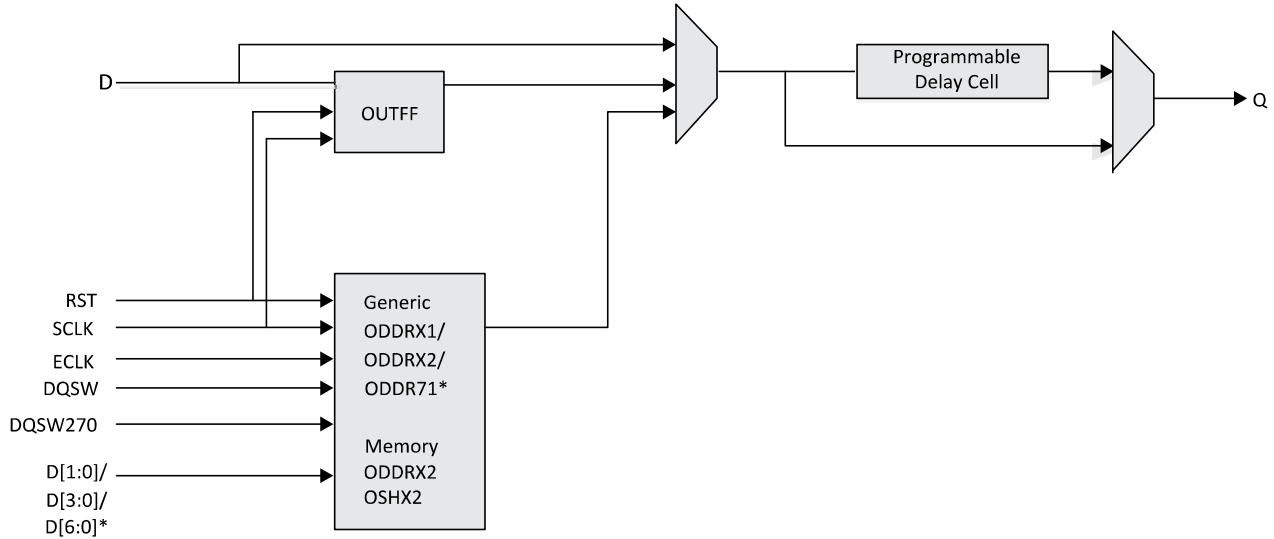 Programmable
Delay Cell
D
Q
OUTFF
RST
SCLK
ECLK
DQSW
DQSW270
D[1:0]/
D[3:0]/
D[6:0]*
Generic
ODDRX1/
ODDRX2/
ODDR71*
Memory
ODDRX2
OSHX2